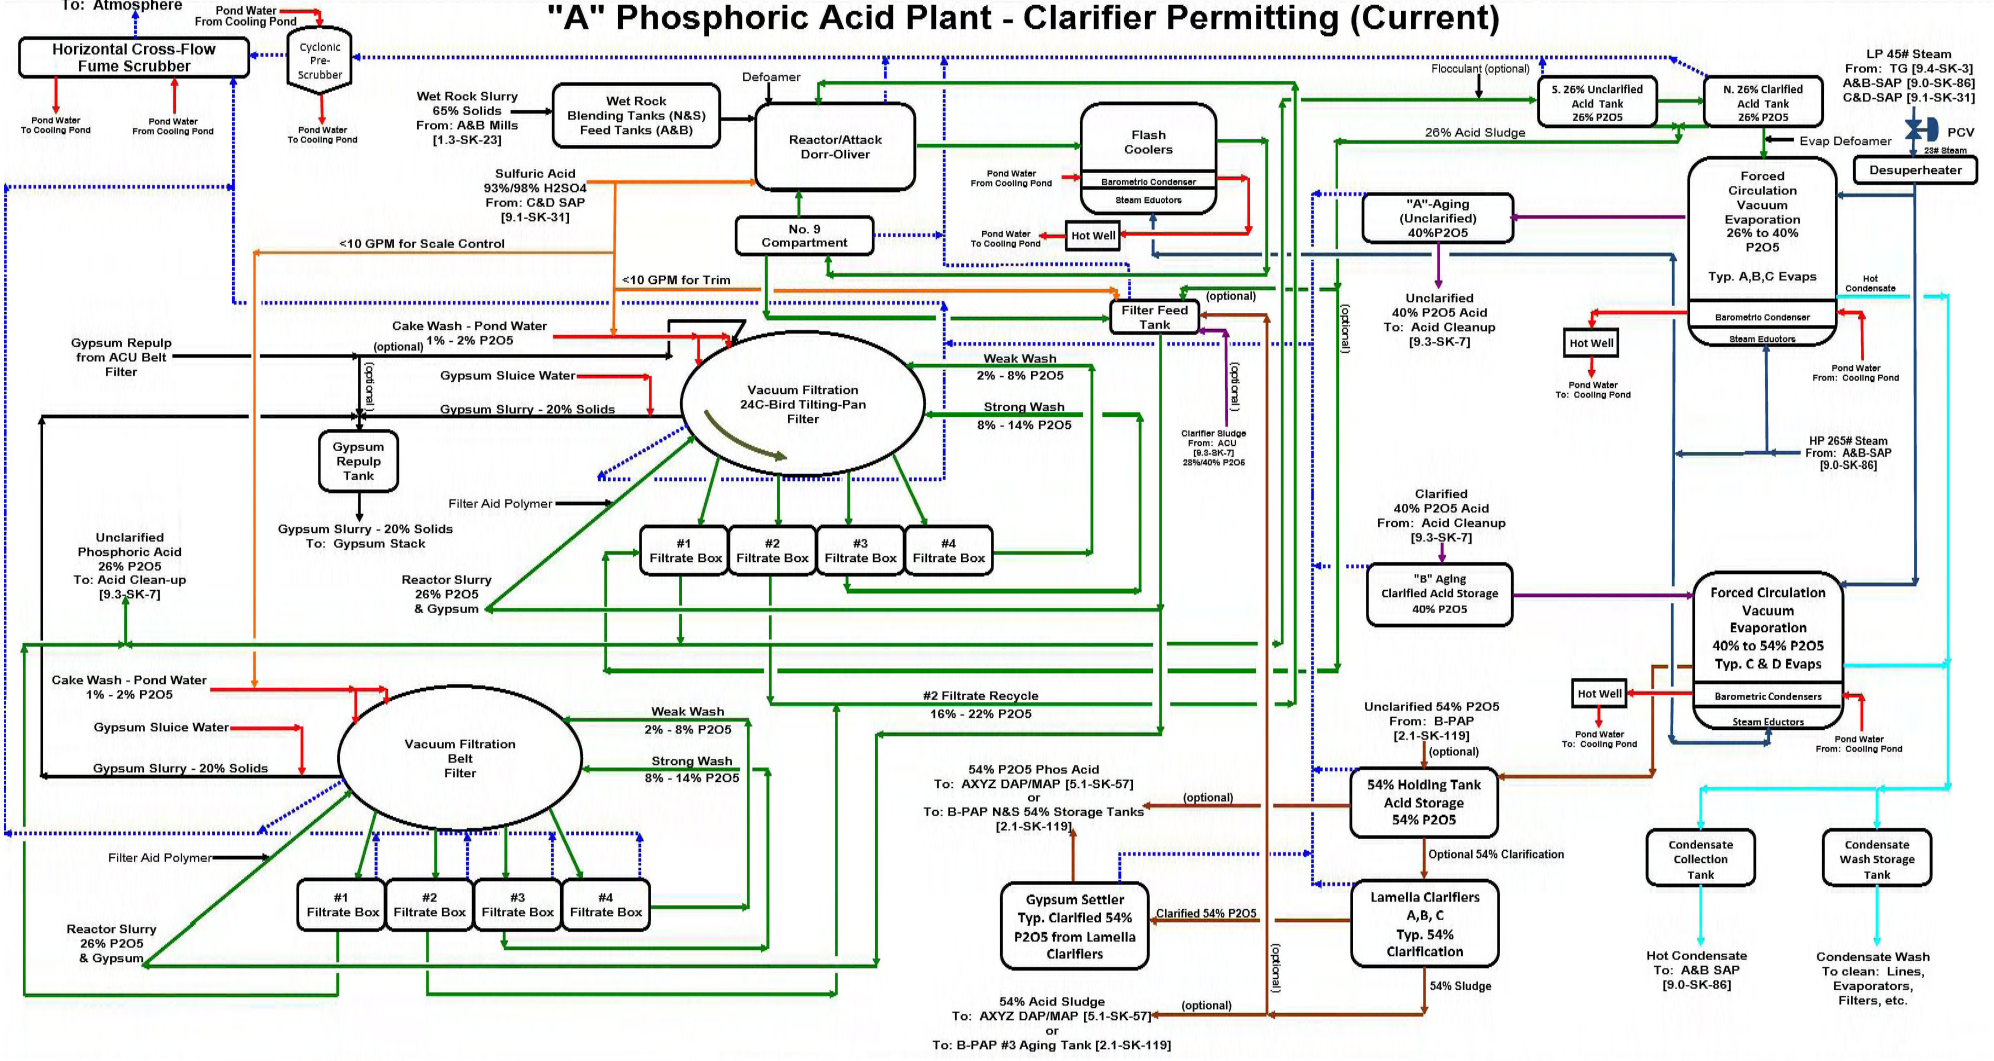 "A" Phosphoric Acid Plant - Clarifier Permitting (Current)
To: Atmosphere
Pond Water
From Cooling Pond
Horizontal Cross-Flow
Fume Scrubber
Cyclonic
Pre-
Scrubber
Pond Water
To Cooling Pond
Pond Water
From Cooling Pond
Pond Water
To Cooling Pond
Wet Rock Slurry
65% Solids
From: A&B Mills
[1.3-SK-23]
Wet Rock
Blending Tanks (N&S)
Feed Tanks (A&B)
Defoamer
Reactor/Attack
Dorr-Oliver
Sulfuric Acid
93%/98% H2SO4
From: C&D SAP
[9.1-SK-31]
No. 9
Compartment
Flash
Coolers
Barometric Condenser
Steam Eductors
Pond Water
From Cooling Pond
Pond Water
To Cooling Pond
Hot Well
Flocculant (optional)
S. 26% Unclarified
Acid Tank
26% P2O5
N. 26% Clarified
Acid Tank
26% P2O5
26% Acid Sludge
Evap Defoamer
LP 45# Steam
From: TG [9.4-SK-3]
A&B-SAP [9.0-SK-86]
C&D-SAP [9.1-SK-31]
PCV
23# Steam
Desuperheater
Forced
Circulation
Vacuum
Evaporation
26% to 40%
P2O5
Typ. A,B,C Evaps
Barometric Condenser
Steam Eductors
Hot
Condensate
"A"-Aging
(Unclarified)
40%P2O5
Unclarified
40% P2O5 Acid
To: Acid Cleanup
[9.3-SK-7]
Hot Well
Pond Water
To: Cooling Pond
Pond Water
From: Cooling Pond
<10 GPM for Scale Control
<10 GPM for Trim
(optional)
Filter Feed
Tank
(optional)
(optional)
Cake Wash - Pond Water
1% - 2% P2O5
Gypsum Repulp
from ACU Belt
Filter
(optional)
(optional)
Gypsum Sluice Water
Gypsum Slurry - 20% Solids
Vacuum Filtration
24C-Bird Tilting-Pan
Filter
Weak Wash
2% - 8% P2O5
Strong Wash
8% - 14% P2O5
Clarifier Sludge
From: ACU
[9.3-SK-7]
28%/40% P2O5
HP 265# Steam
From: A&B-SAP
[9.0-SK-86]
Gypsum
Repulp
Tank
Gypsum Slurry - 20% Solids
To: Gypsum Stack
Filter Aid Polymer
#1
Filtrate Box
#2
Filtrate Box
#3
Filtrate Box
#4
Filtrate Box
Reactor Slurry
26% P2O5
& Gypsum
Unclarified
Phosphoric Acid
26% P2O5
To: Acid Clean-up
[9.3-SK-7]
Clarified
40% P2O5 Acid
From: Acid Cleanup
[9.3-SK-7]
"B" Aging
Clarified Acid Storage
40% P2O5
Forced Circulation
Vacuum
Evaporation
40% to 54% P2O5
Typ. C & D Evaps
Barometric Condensers
Steam Eductors
Hot Well
Pond Water
To: Cooling Pond
Pond Water
From: Cooling Pond
Cake Wash - Pond Water
1% - 2% P2O5
Gypsum Sluice Water
Gypsum Slurry - 20% Solids
Vacuum Filtration
Belt
Filter
Weak Wash
2% - 8% P2O5
Strong Wash
8% - 14% P2O5
#2 Filtrate Recycle
16% - 22% P2O5
Unclarified 54% P2O5
From: B-PAP
[2.1-SK-119]
(optional)
54% P2O5 Phos Acid
To: AXYZ DAP/MAP [5.1-SK-57]
or
To: B-PAP N&S 54% Storage Tanks
[2.1-SK-119]
(optional)
54% Holding Tank
Acid Storage
54% P2O5
Optional 54% Clarification
Filter Aid Polymer
#1
Filtrate Box
#2
Filtrate Box
#3
Filtrate Box
#4
Filtrate Box
Reactor Slurry
26% P2O5
& Gypsum
Gypsum Settler
Typ. Clarified 54%
P2O5 from Lamella
Clarifiers
Clarified 54% P2O5
Lamella Clarifiers
A,B, C
Typ. 54%
Clarification
(optional)
54% Sludge
54% Acid Sludge
To: AXYZ DAP/MAP [5.1-SK-57]
or
To: B-PAP #3 Aging Tank [2.1-SK-119]
(optional)
Condensate
Collection
Tank
Condensate
Wash Storage
Tank
Hot Condensate
To: A&B SAP
[9.0-SK-86]
Condensate Wash
To clean: Lines,
Evaporators,
Filters, etc.